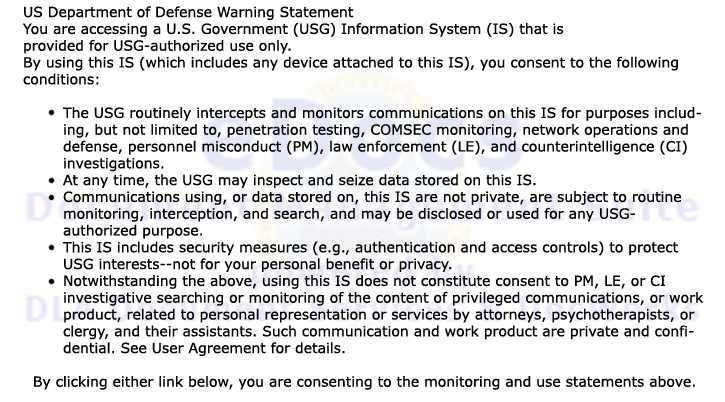 US Department of Defense Warning Statement
You are accessing a U.S. Government (USG) Information System (IS) that is
provided for USG-authorized use only.
By using this IS (which includes any device attached to this IS), you consent to the following
conditions:
• The USG routinely intercepts and monitors communications on this IS for purposes includ-
ing, but not limited to, penetration testing, COMSEC monitoring, network operations and
defense, personnel misconduct (PM), law enforcement (LE), and counterintelligence (CI)
investigations.
• At any time, the USG may inspect and seize data stored on this IS.
• Communications using, or data stored on, this IS are not private, are subject to routine
monitoring, interception, and search, and may be disclosed or used for any USG-
authorized purpose.
• This IS includes security measures (e.g., authentication and access controls) to protect
USG interests--not for your personal benefit or privacy.
• Notwithstanding the above, using this IS does not constitute consent to PM, LE, or CI
investigative searching or monitoring of the content of privileged communications, or work
product, related to personal representation or services by attorneys, psychotherapists, or
clergy, and their assistants. Such communication and work product are private and confi-
dential. See User Agreement for details.
By clicking either link below, you are consenting to the monitoring and use statements above.